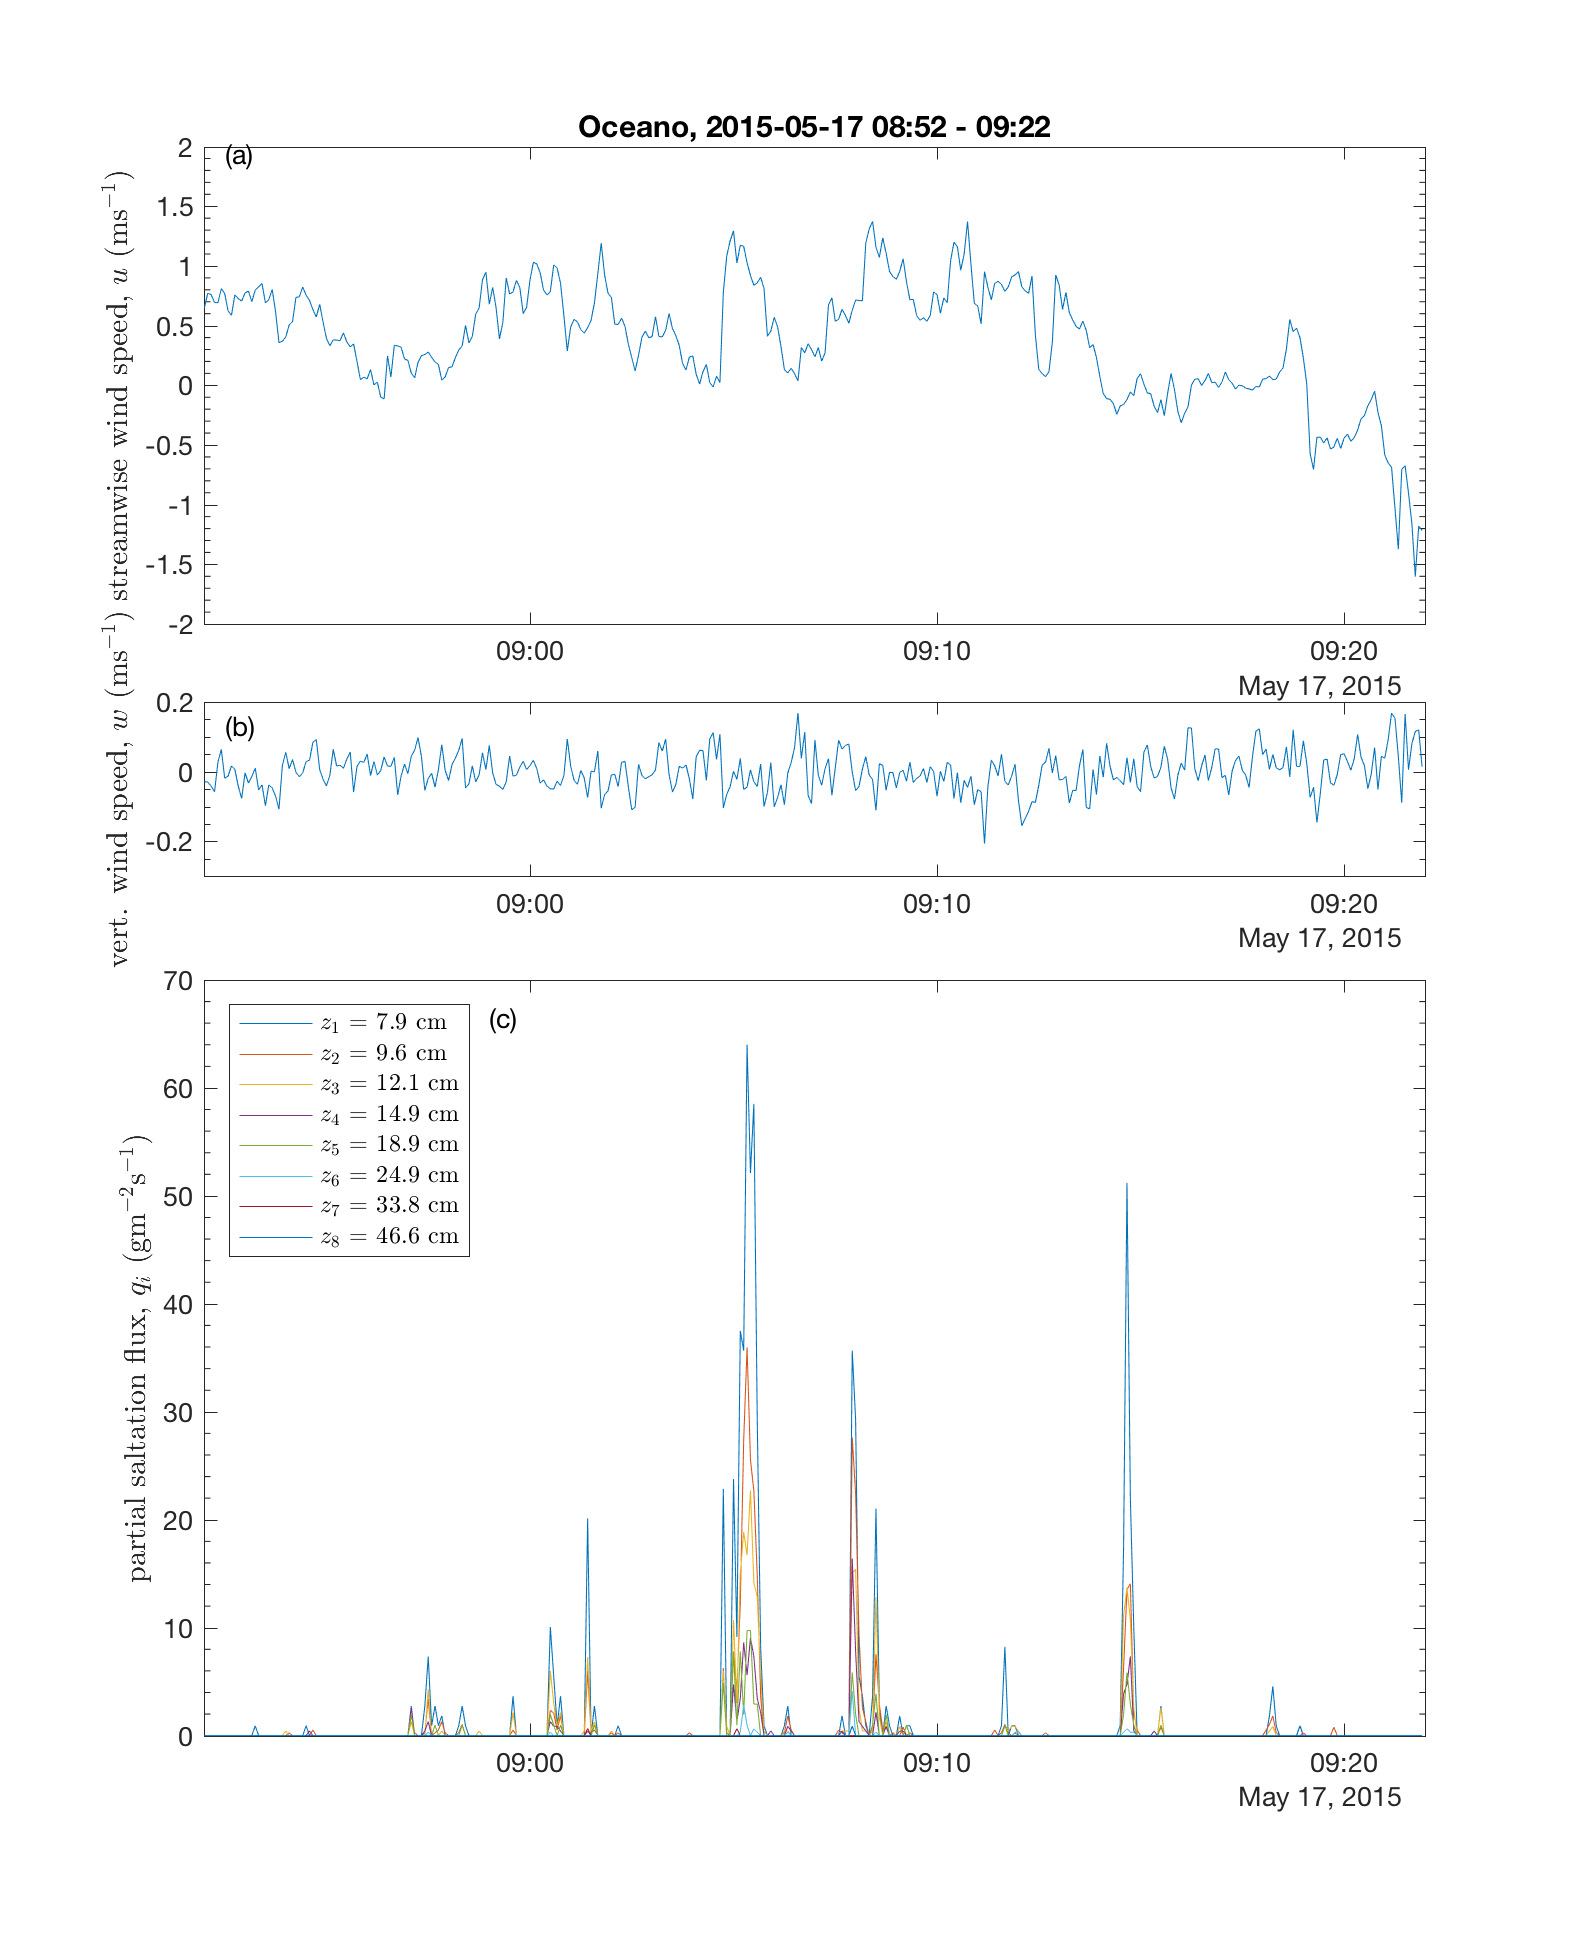 Oceano, 2015-05-17 08:52 - 09:22
(a)
streamwise wind speed, u (ms⁻¹)
2
1.5
1
0.5
0
-0.5
-1
-1.5
-2
09:00 09:10 09:20
May 17, 2015
(b)
vert. wind speed, w (ms⁻¹)
0.2
0
-0.2
09:00 09:10 09:20
May 17, 2015
(c)
partial saltation flux, qᵢ (gm⁻²s⁻¹)
70
60
50
40
30
20
10
0
z₁ = 7.9 cm
z₂ = 9.6 cm
z₃ = 12.1 cm
z₄ = 14.9 cm
z₅ = 18.9 cm
z₆ = 24.9 cm
z₇ = 33.8 cm
z₈ = 46.6 cm
09:00 09:10 09:20
May 17, 2015